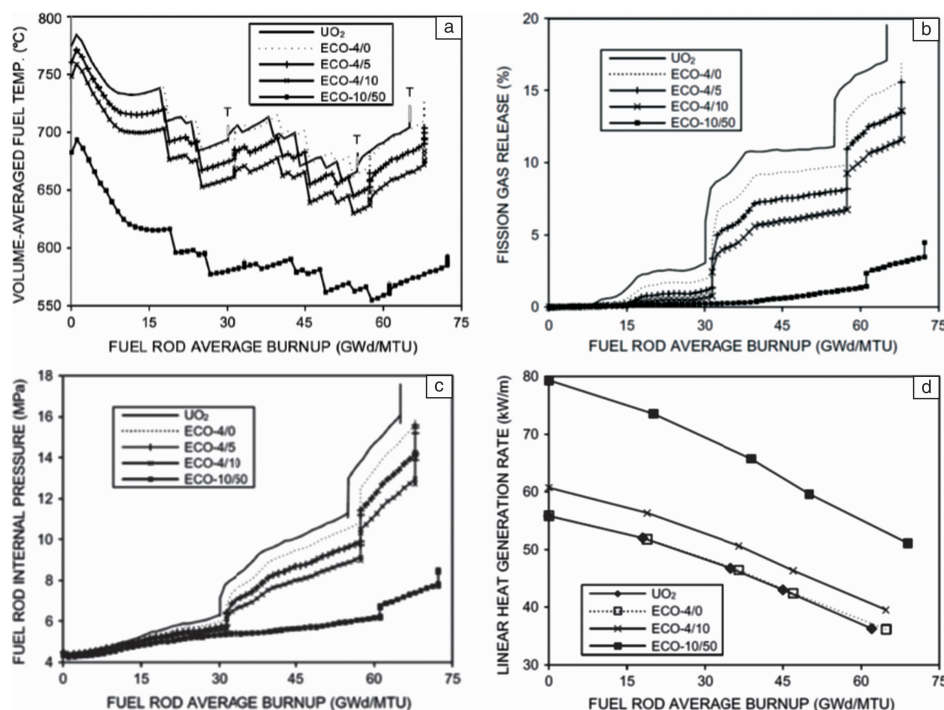 a
VOLUME-AVERAGED FUEL TEMP. (ºC)
800
750
700
650
600
550
UO₂
ECO-4/0
ECO-4/5
ECO-4/10
ECO-10/50
T
T
T
0
15
30
45
60
75
FUEL ROD AVERAGE BURNUP (GWd/MTU)
b
FISSION GAS RELEASE (%)
20
15
10
5
0
UO₂
ECO-4/0
ECO-4/5
ECO-4/10
ECO-10/50
0
15
30
45
60
75
FUEL ROD AVERAGE BURNUP (GWd/MTU)
c
FUEL ROD INTERNAL PRESSURE (MPa)
18
16
14
12
10
8
6
4
UO₂
ECO-4/0
ECO-4/5
ECO-4/10
ECO-10/50
0
15
30
45
60
75
FUEL ROD AVERAGE BURNUP (GWd/MTU)
d
LINEAR HEAT GENERATION RATE (kW/m)
80
70
60
50
40
30
UO₂
ECO-4/0
ECO-4/10
ECO-10/50
0
15
30
45
60
75
FUEL ROD AVERAGE BURNUP (GWd/MTU)